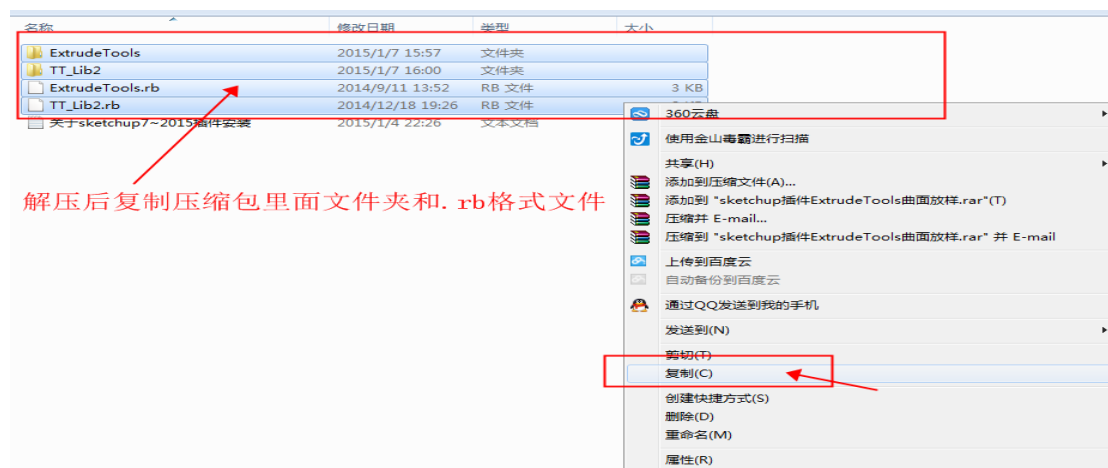 名称 修改日期 类型 大小
ExtrudeTools 2015/1/7 15:57 文件夹
TT_Lib2 2015/1/7 16:00 文件夹
ExtrudeTools.rb 2014/9/11 13:52 RB 文件 3 KB
TT_Lib2.rb 2014/12/18 19:26 RB 文件
关于sketchup7~2015插件安装 2015/1/4 22:26 文本文档
解压后复制压缩包里面文件夹和.rb格式文件
360云盘
使用金山毒霸进行扫描
共享(H)
添加到压缩文件(A)...
添加到 "sketchup插件ExtrudeTools曲面放样.rar"(T)
压缩并 E-mail...
压缩到 "sketchup插件ExtrudeTools曲面放样.rar" 并 E-mail
上传到百度云
自动备份到百度云
通过QQ发送到我的手机
发送到(N)
剪切(T)
复制(C)
创建快捷方式(S)
删除(D)
重命名(M)
属性(R)